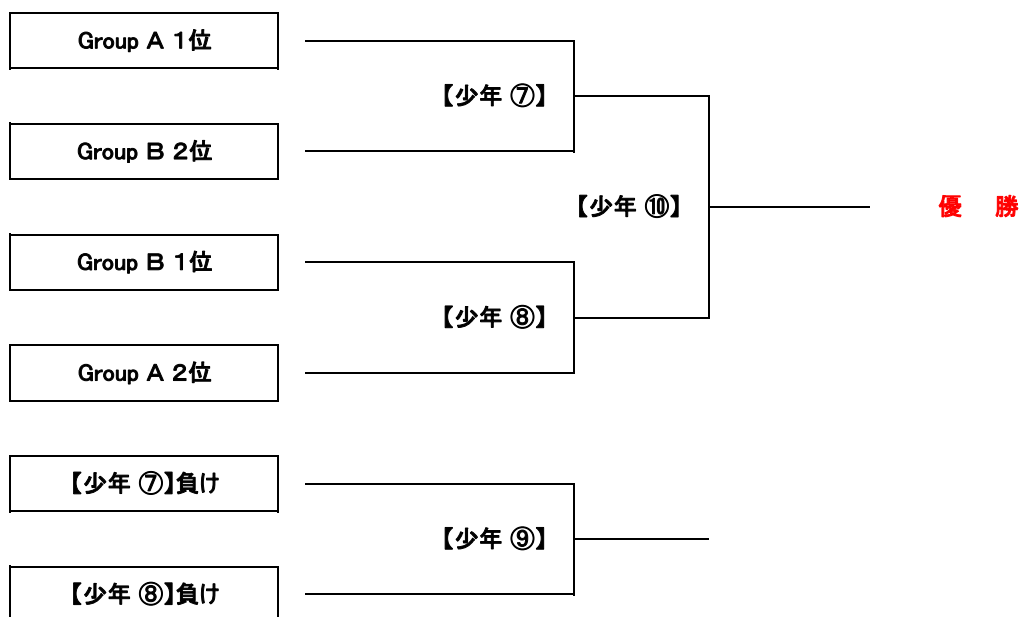 Group A 1位
【少年 ⑦】
Group B 2位
【少年 ⑩】
優 勝
Group B 1位
【少年 ⑧】
Group A 2位
【少年 ⑦】負け
【少年 ⑨】
【少年 ⑧】負け